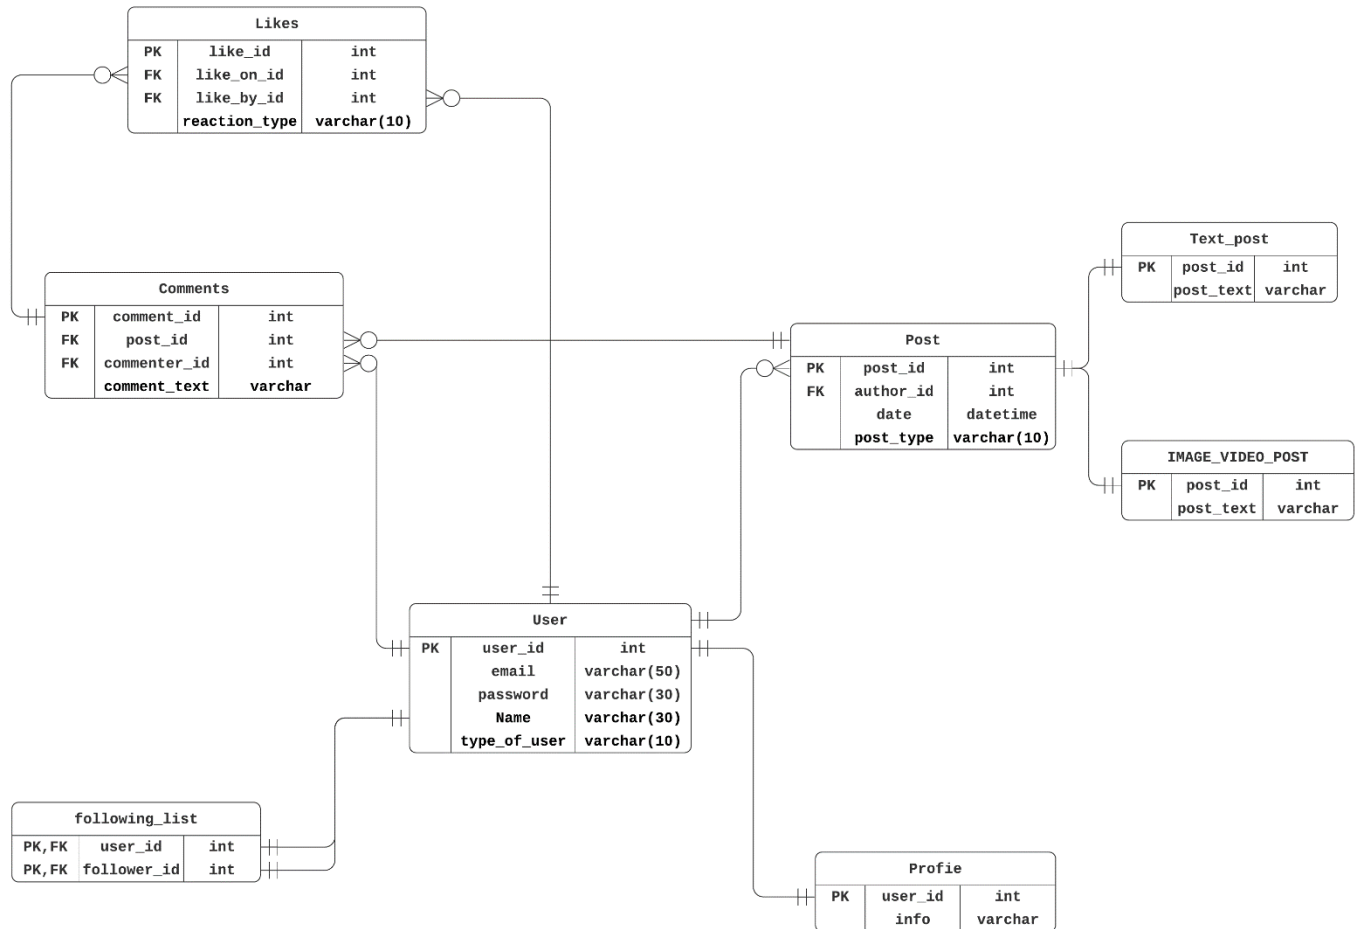 Likes
PK like_id int
FK like_on_id int
FK like_by_id int
reaction_type varchar(10)
Text_post
PK post_id int
post_text varchar
Comments
PK comment_id int
FK post_id int
FK commenter_id int
comment_text varchar
Post
PK post_id int
FK author_id int
date datetime
post_type varchar(10)
IMAGE_VIDEO_POST
PK post_id int
post_text varchar
User
PK user_id int
email varchar(50)
password varchar(30)
Name varchar(30)
type_of_user varchar(10)
following_list
PK,FK user_id int
PK,FK follower_id int
Profie
PK user_id int
info varchar